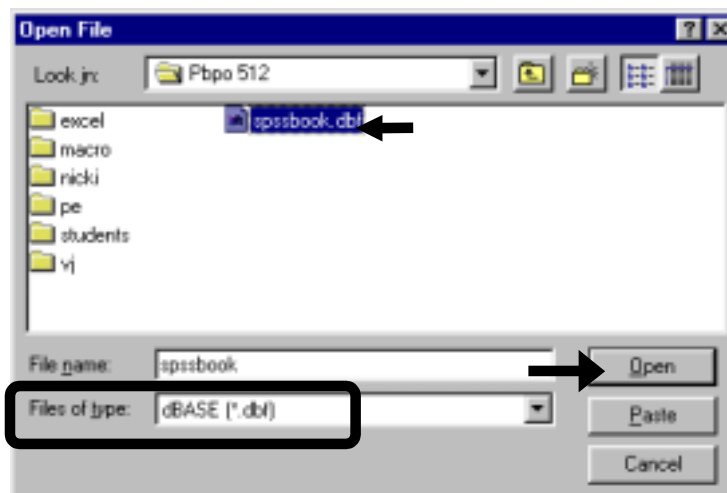 Open File
Look in: Pbpo 512
excel spssbook.dbf
macro
nicki
pe
students
vj
File name: spssbook Open
Files of type: dBASE (*.dbf) Paste
Cancel